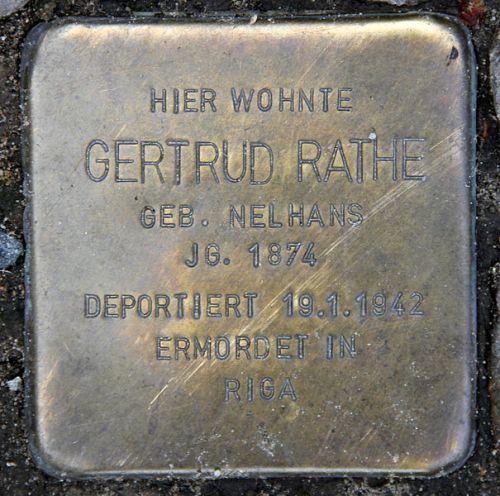 HIER WOHNTE
GERTRUD RATHE
GEB. NELHANS
JG. 1874
DEPORTIERT 19.1.1942
ERMORDET IN
RIGA